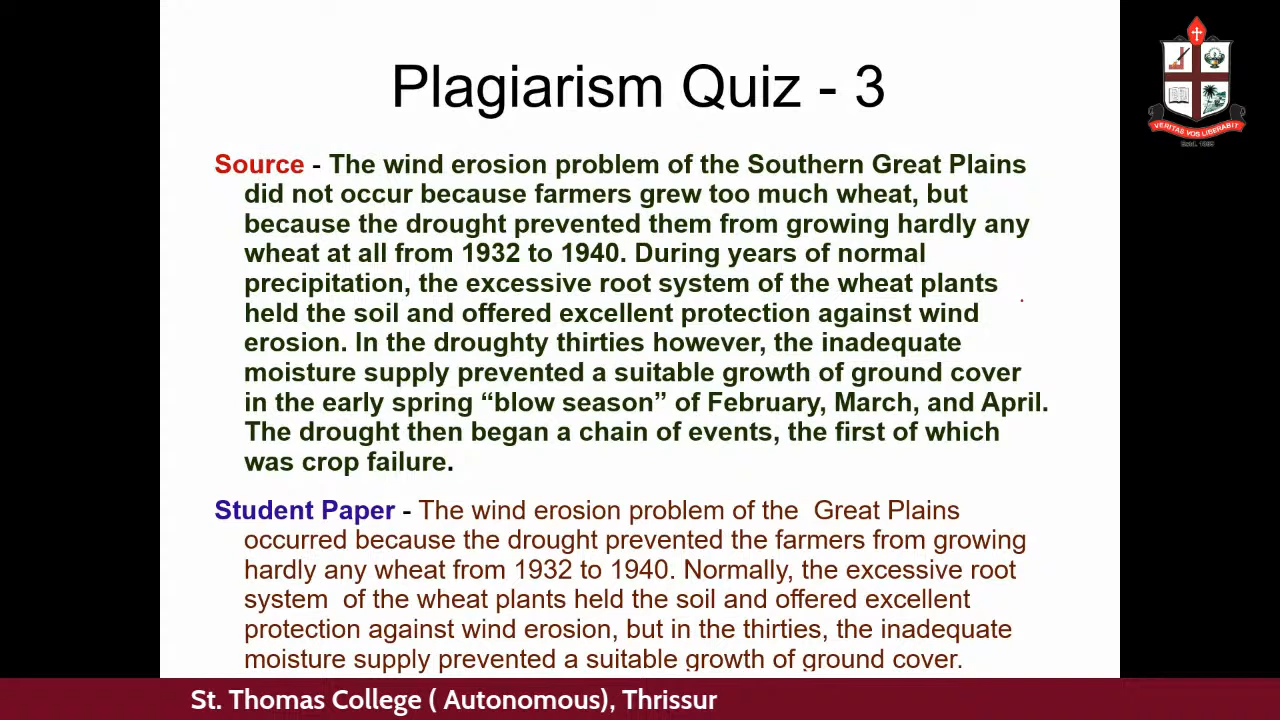 Plagiarism Quiz - 3
Source - The wind erosion problem of the Southern Great Plains
did not occur because farmers grew too much wheat, but
because the drought prevented them from growing hardly any
wheat at all from 1932 to 1940. During years of normal
precipitation, the excessive root system of the wheat plants
held the soil and offered excellent protection against wind
erosion. In the droughty thirties however, the inadequate
moisture supply prevented a suitable growth of ground cover
in the early spring “blow season” of February, March, and April.
The drought then began a chain of events, the first of which
was crop failure.
Student Paper - The wind erosion problem of the Great Plains
occurred because the drought prevented the farmers from growing
hardly any wheat from 1932 to 1940. Normally, the excessive root
system of the wheat plants held the soil and offered excellent
protection against wind erosion, but in the thirties, the inadequate
moisture supply prevented a suitable growth of ground cover.
VERITAS VOS LIBERABIT
St. Thomas College ( Autonomous), Thrissur